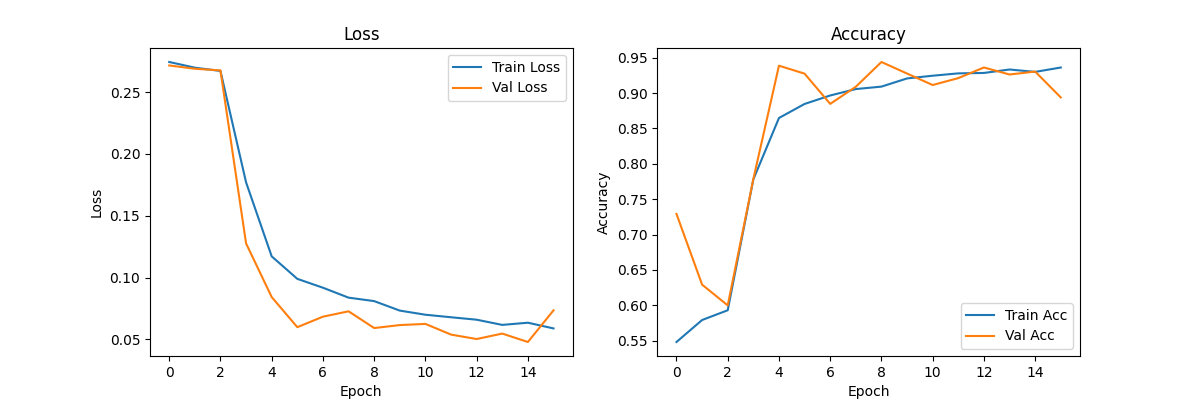 Loss
Train Loss
Val Loss
0.25
0.20
0.15
0.10
0.05
Loss
0 2 4 6 8 10 12 14
Epoch
Accuracy
0.95
0.90
0.85
0.80
0.75
0.70
0.65
0.60
0.55
Accuracy
Train Acc
Val Acc
0 2 4 6 8 10 12 14
Epoch